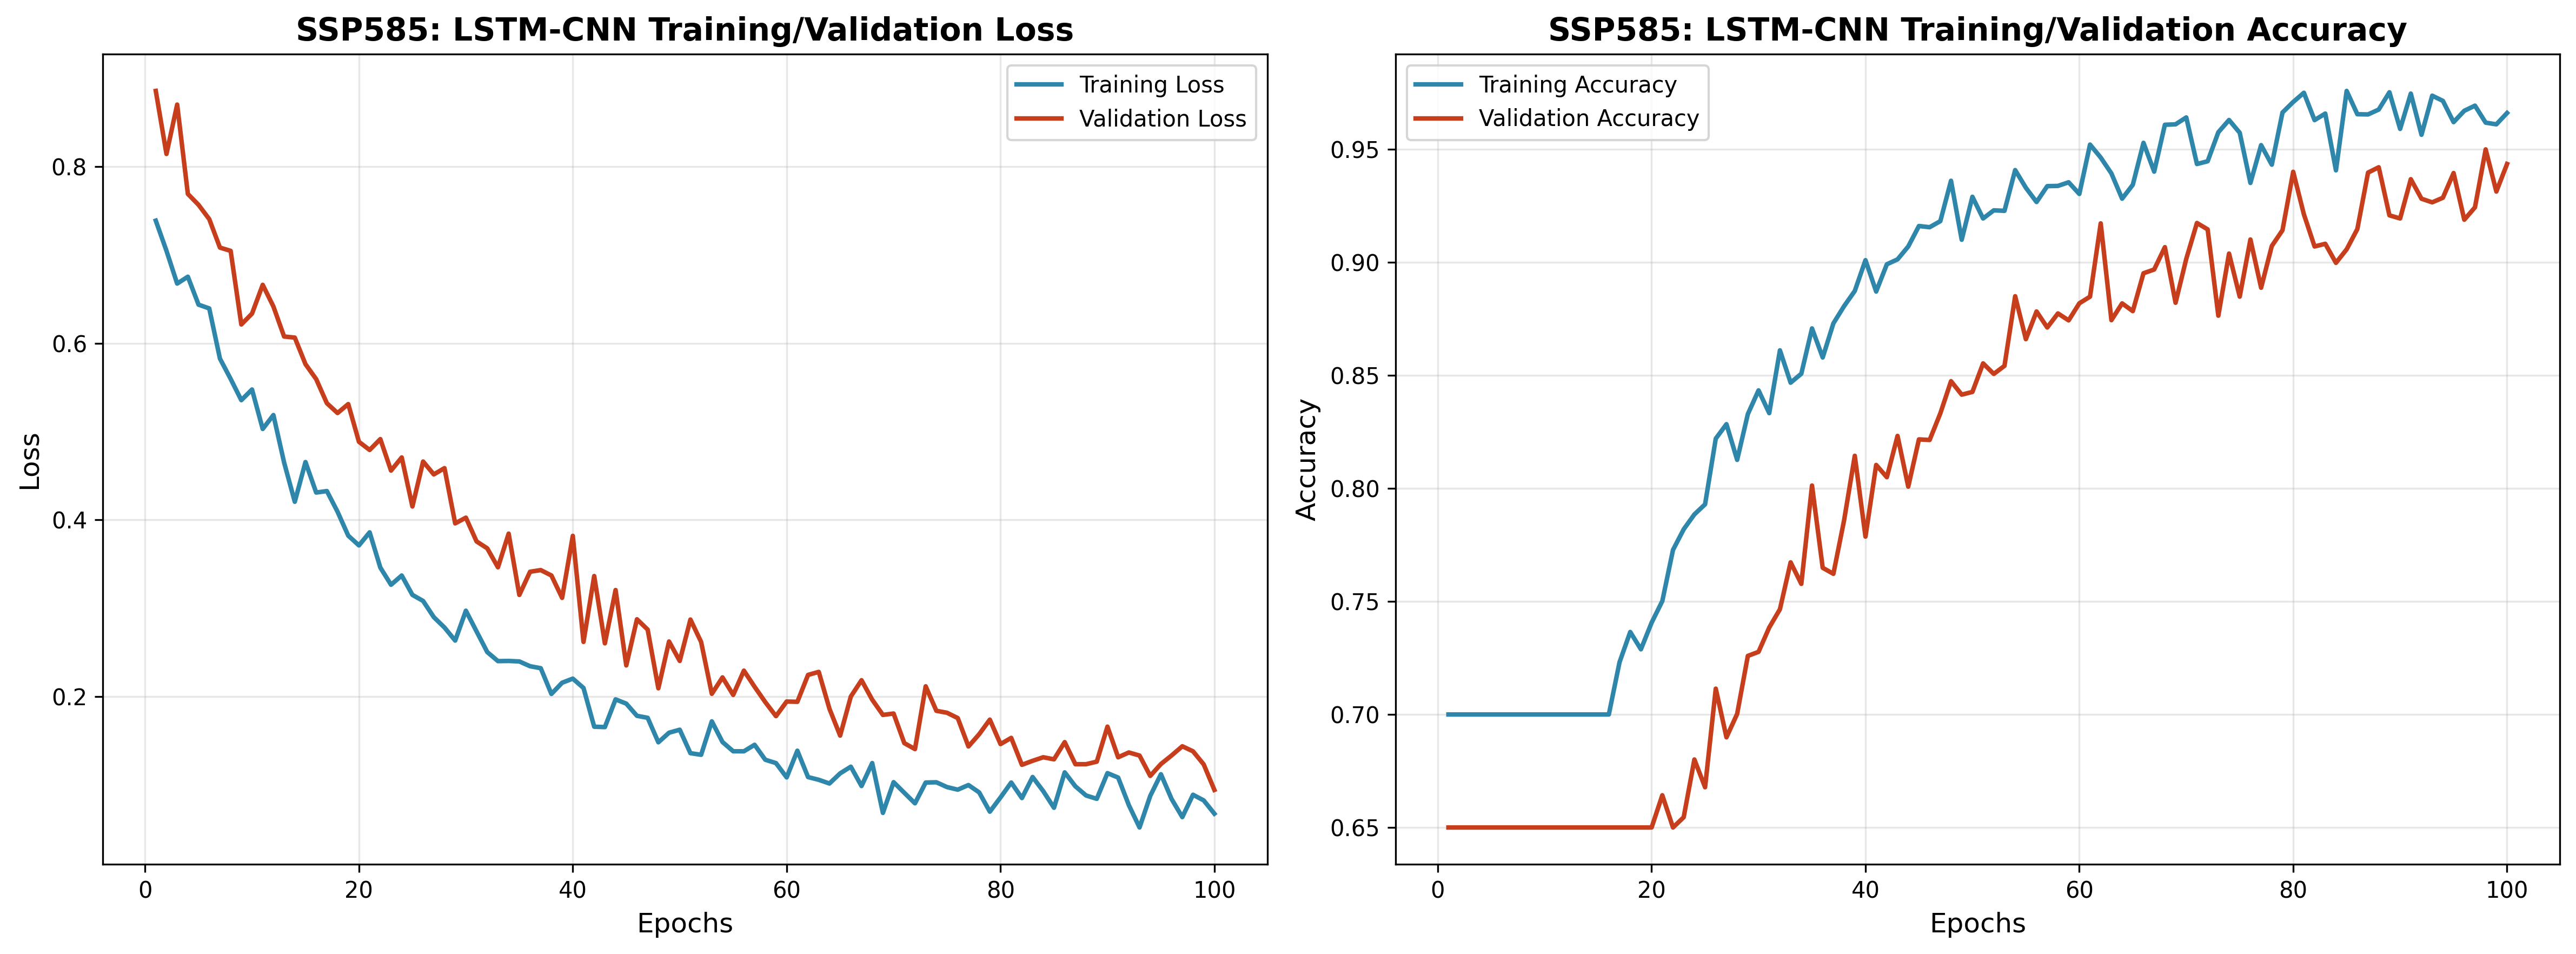 SSP585: LSTM-CNN Training/Validation Loss
Training Loss
Validation Loss
0.8
0.6
0.4
0.2
Loss
0 20 40 60 80 100
Epochs
SSP585: LSTM-CNN Training/Validation Accuracy
Training Accuracy
Validation Accuracy
0.95
0.90
0.85
0.80
0.75
0.70
0.65
Accuracy
0 20 40 60 80 100
Epochs